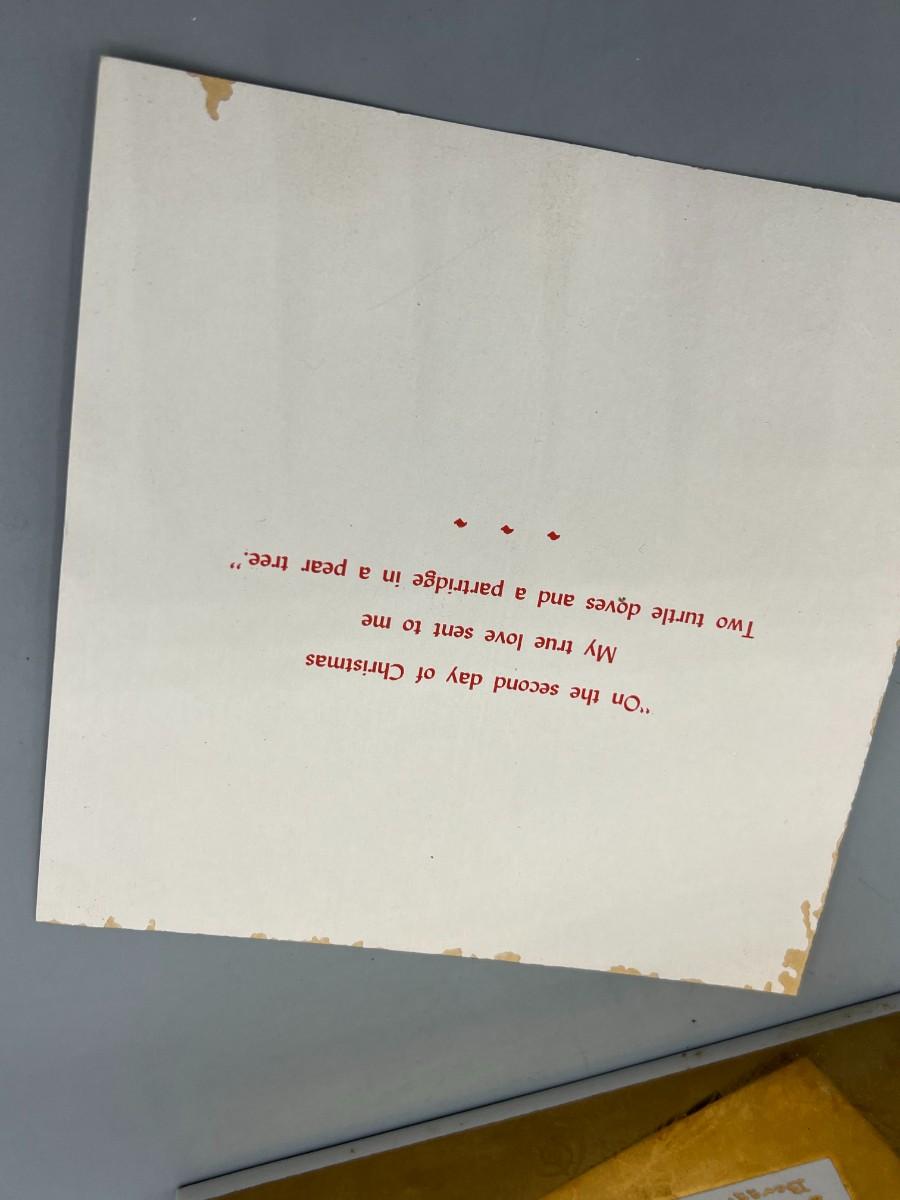 "On the second day of Christmas
My true love sent to me
Two turtle doves and a partridge in a pear tree."